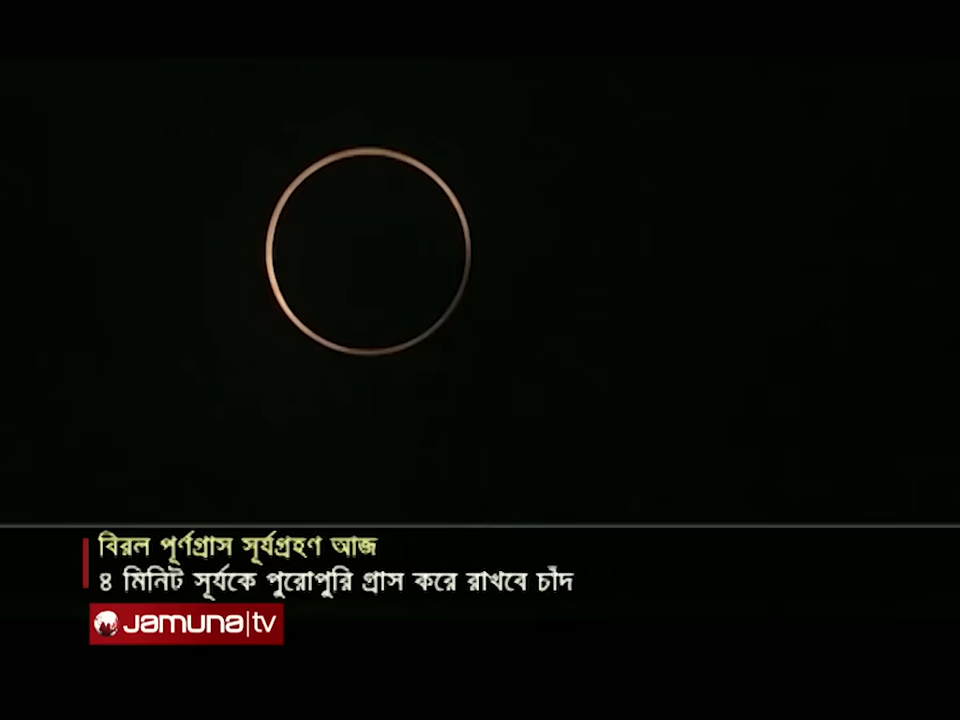 বিরল পূর্ণগ্রাস সূর্যগ্রহণ আজ
৪ মিনিট সূর্যকে পুরোপুরি গ্রাস করে রাখবে চাঁদ
Jamuna|tv